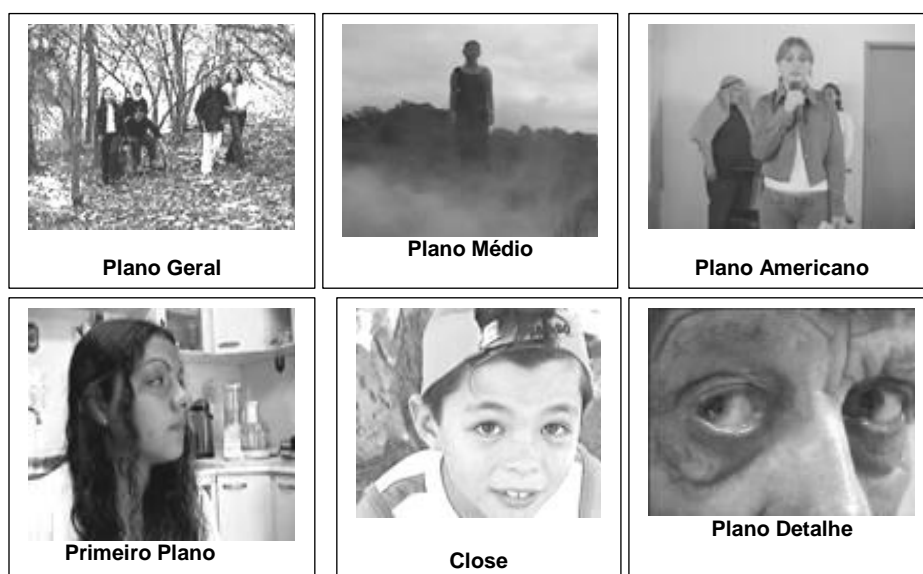 Plano Geral
Plano Médio
Plano Americano
Primeiro Plano
Close
Plano Detalhe